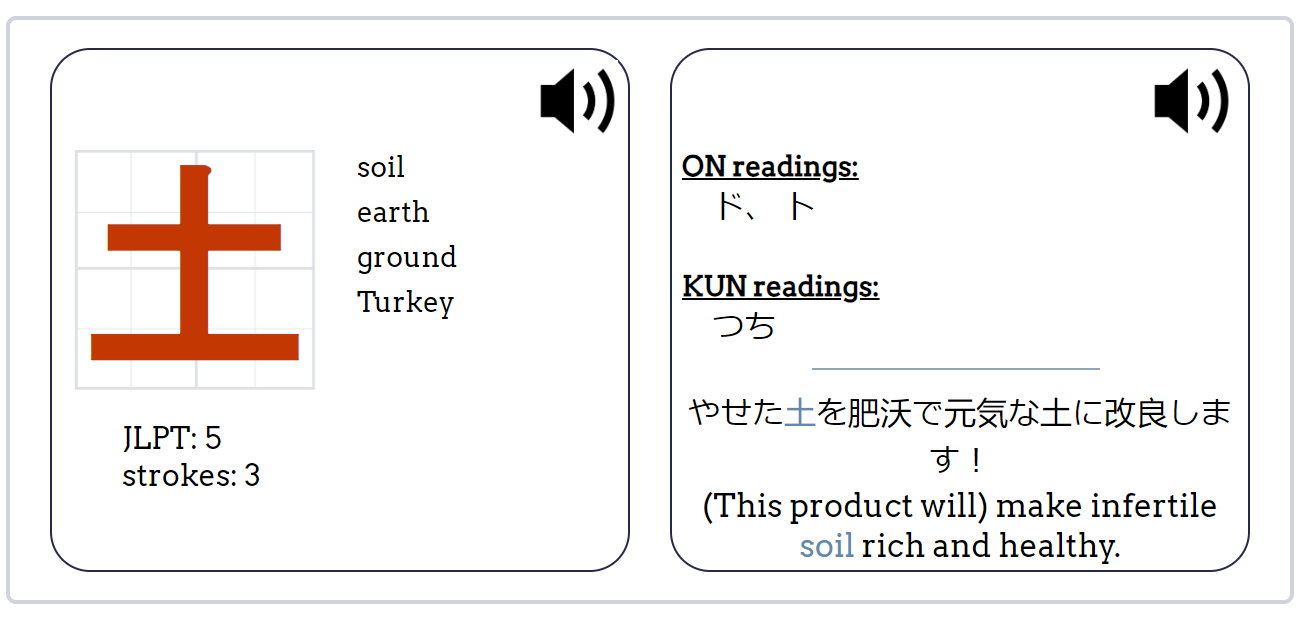 土
soil
earth
ground
Turkey
JLPT: 5
strokes: 3
ON readings:
ド、 ト
KUN readings:
つち
やせた土を肥沃で元気な土に改良しま
す！
(This product will) make infertile
soil rich and healthy.